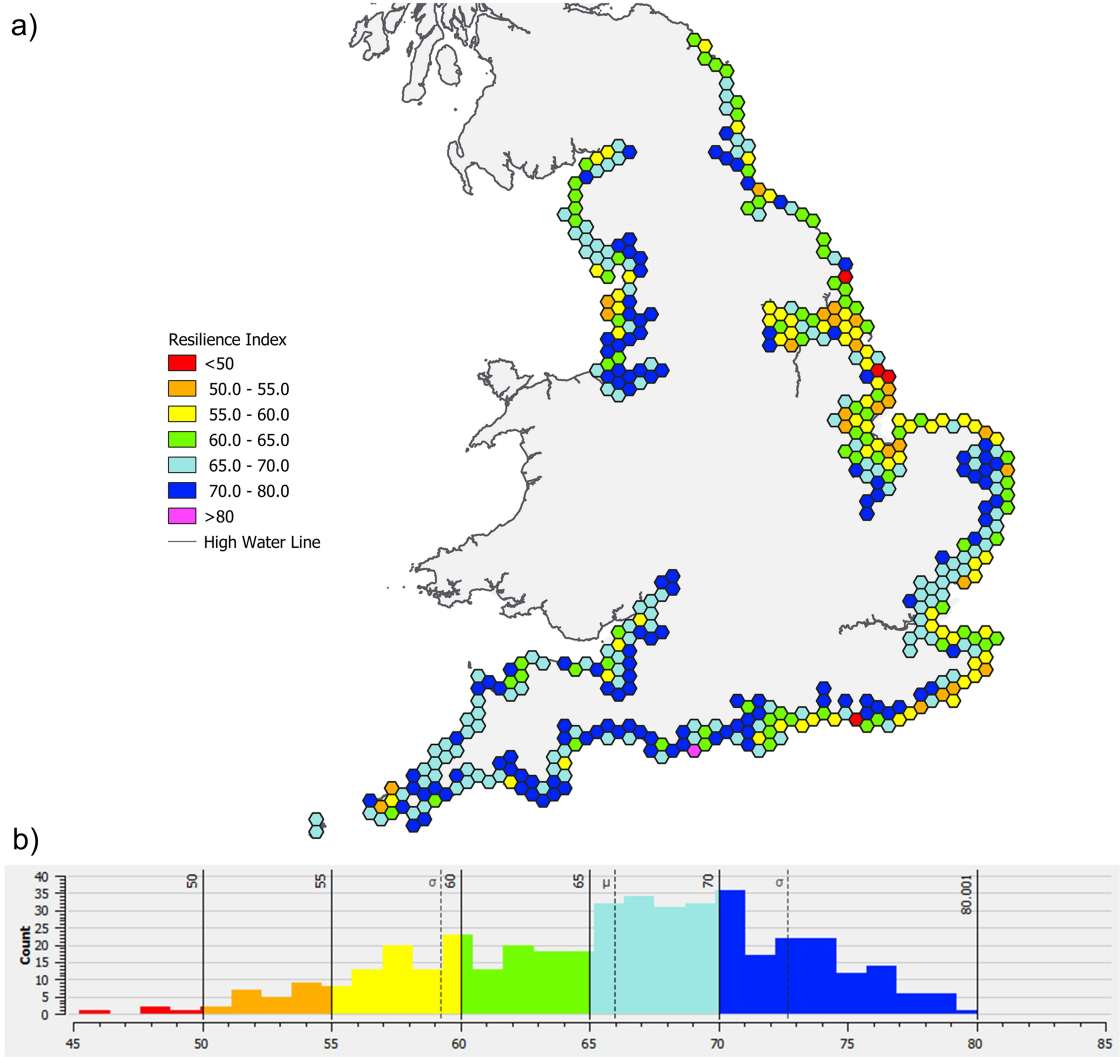 a)
Resilience Index
<50
50.0 - 55.0
55.0 - 60.0
60.0 - 65.0
65.0 - 70.0
70.0 - 80.0
>80
High Water Line
b)
40
35
30
25
20
15
10
5
0
Count
50
55
σ
60
65
μ
70
σ
80.001
45 50 55 60 65 70 75 80 85